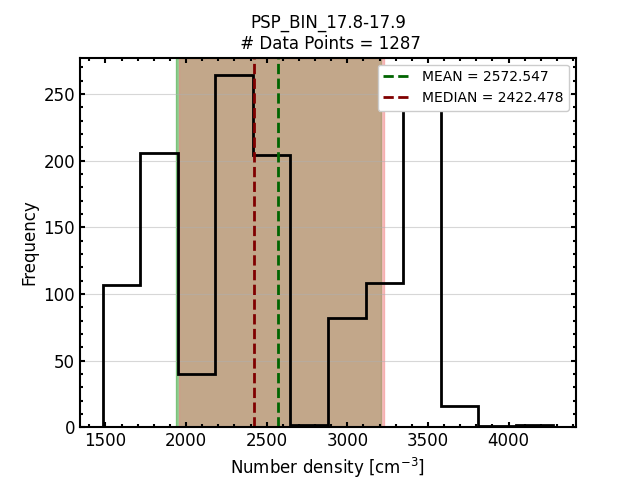 PSP_BIN_17.8-17.9
# Data Points = 1287
MEAN = 2572.547
MEDIAN = 2422.478
Frequency
250
200
150
100
50
0
1500 2000 2500 3000 3500 4000
Number density [cm⁻³]